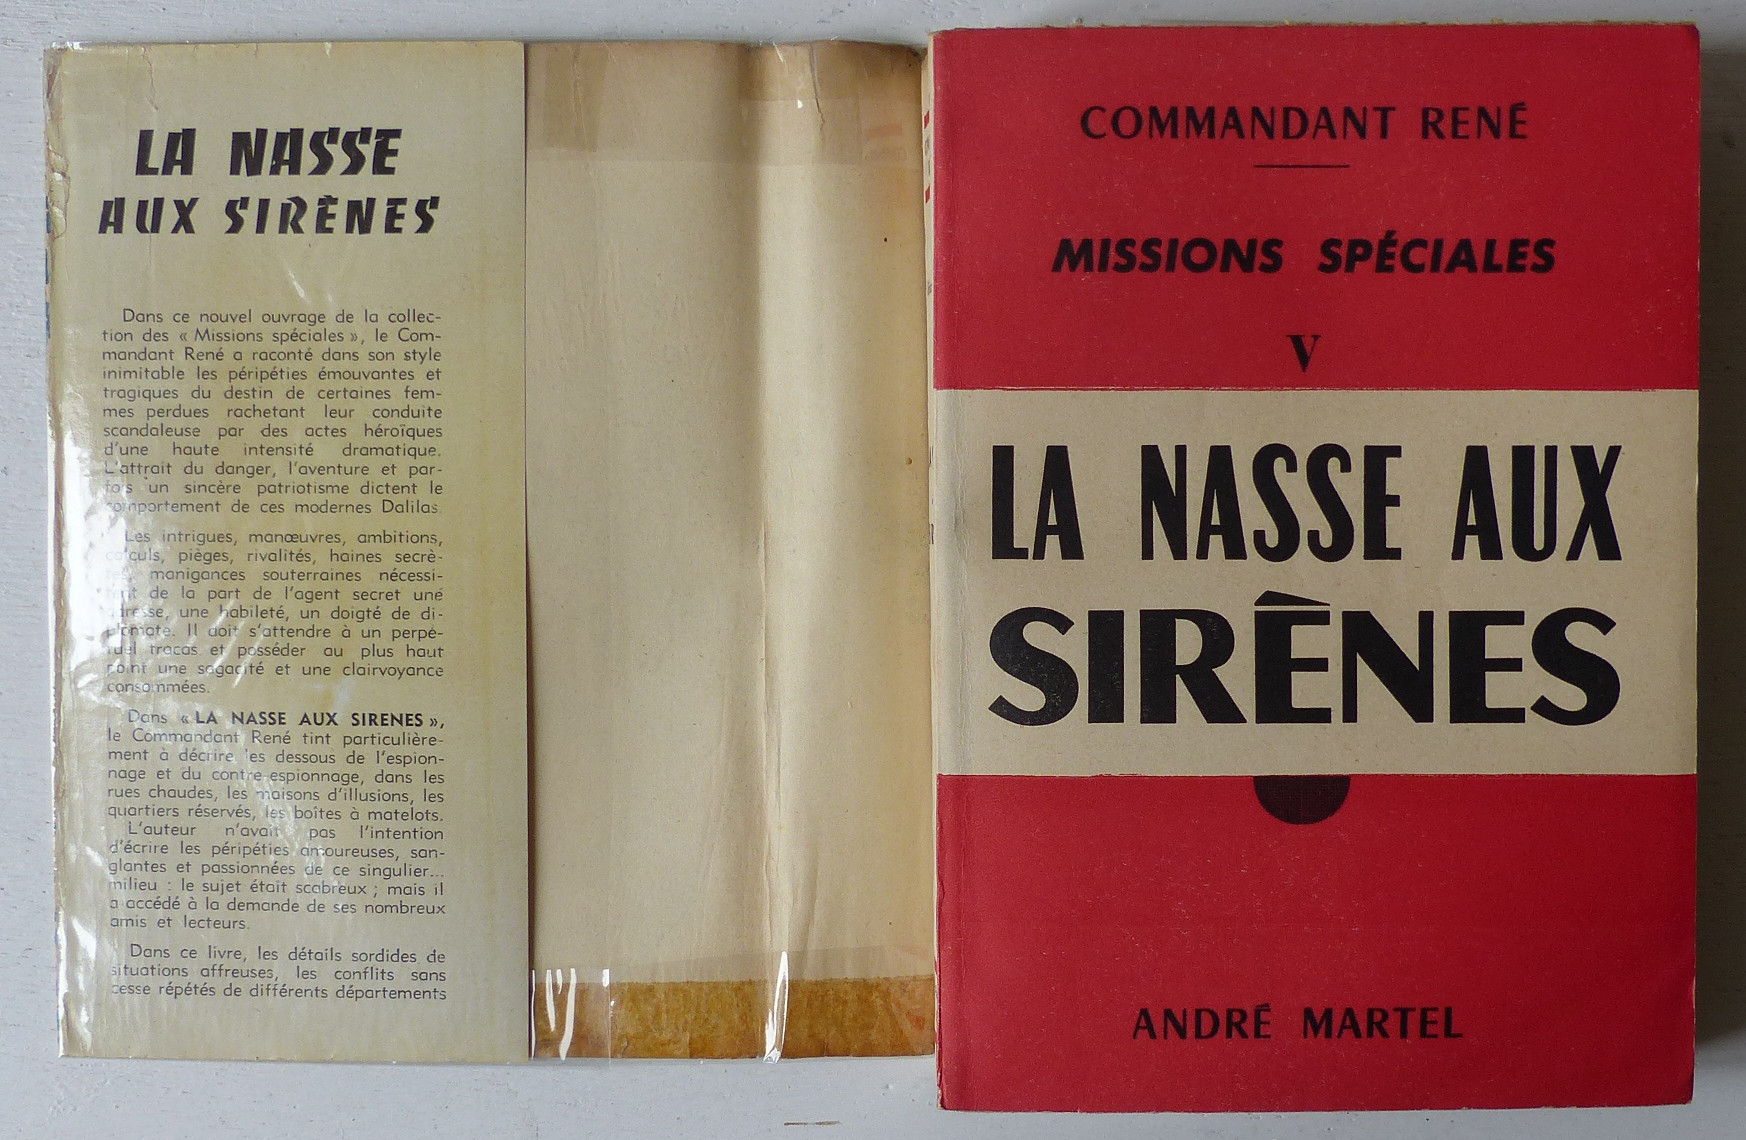 LA NASSE
AUX SIRÈNES
Dans ce nouvel ouvrage de la collec-
tion des « Missions spéciales », le Com-
mandant René a raconté dans son style
inimitable les péripéties émouvantes et
tragiques du destin de certaines fem-
mes perdues rachetant leur conduite
scandaleuse par des actes héroïques
d'une haute intensité dramatique.
L'attrait du danger, l'aventure et par-
fois un sincère patriotisme dictent le
comportement de ces modernes Dalilas.
Les intrigues, manœuvres, ambitions,
calculs, pièges, rivalités, haines secrè-
tes, manigances souterraines nécessi-
tent de la part de l'agent secret une
adresse, une habileté, un doigté de di-
plomate. Il doit s'attendre à un perpé-
tuel tracas et posséder au plus haut
point une sagacité et une clairvoyance
consommées.
Dans « LA NASSE AUX SIRENES »,
le Commandant René tint particulière-
ment à décrire les dessous de l'espion-
nage et du contre-espionnage, dans les
rues chaudes, les maisons d'illusions, les
quartiers réservés, les boîtes à matelots.
L'auteur n'avait pas l'intention
d'écrire les péripéties amoureuses, san-
glantes et passionnées de ce singulier...
milieu : le sujet était scabreux ; mais il
a accédé à la demande de ses nombreux
amis et lecteurs.
Dans ce livre, les détails sordides de
situations affreuses, les conflits sans
cesse répétés de différents départements
COMMANDANT RENÉ
MISSIONS SPÉCIALES
V
LA NASSE AUX
SIRÈNES
ANDRÉ MARTEL